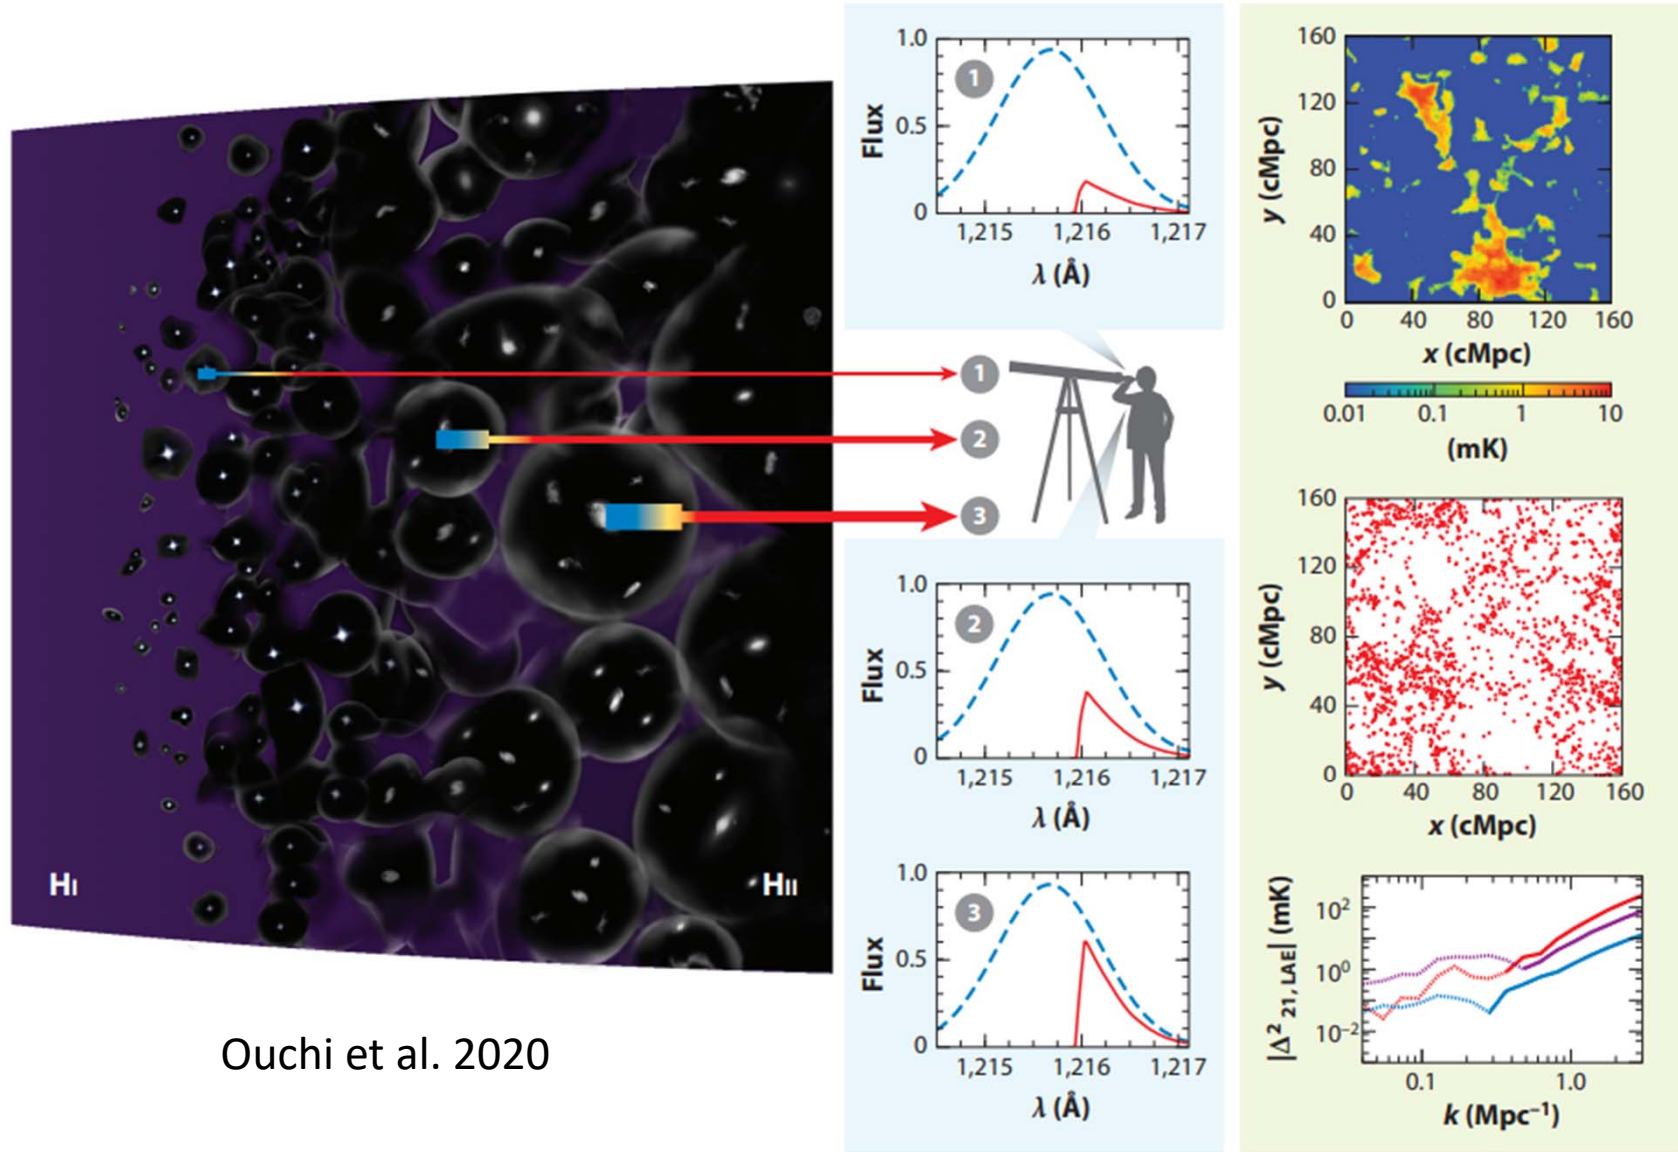 HI
HII
Ouchi et al. 2020
1
1.0
0.5
0
Flux
1,215 1,216 1,217
λ (Å)
1
2
3
2
1.0
0.5
0
Flux
1,215 1,216 1,217
λ (Å)
3
1.0
0.5
0
Flux
1,215 1,216 1,217
λ (Å)
160
120
80
40
0
y (cMpc)
0 40 80 120 160
x (cMpc)
0.01 0.1 1 10
(mK)
160
120
80
40
0
y (cMpc)
0 40 80 120 160
x (cMpc)
|Δ²21, LAE| (mK)
10²
10⁰
10⁻²
0.1 1.0
k (Mpc⁻¹)